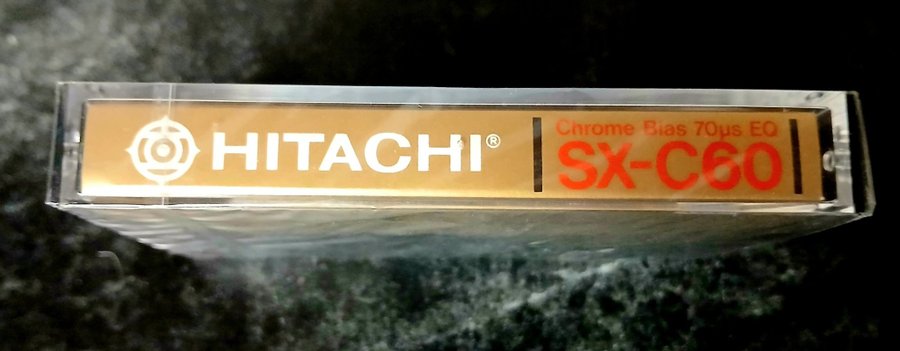 HITACHI®
Chrome Bias 70µs EQ
SX-C60